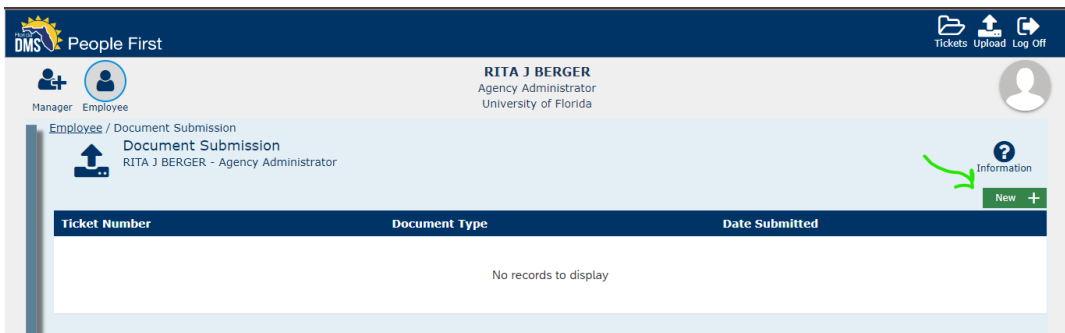 Florida
DMS People First
Tickets Upload Log Off
Manager Employee
RITA J BERGER
Agency Administrator
University of Florida
Employee / Document Submission
Document Submission
RITA J BERGER - Agency Administrator
Information
New +
Ticket Number Document Type Date Submitted
No records to display